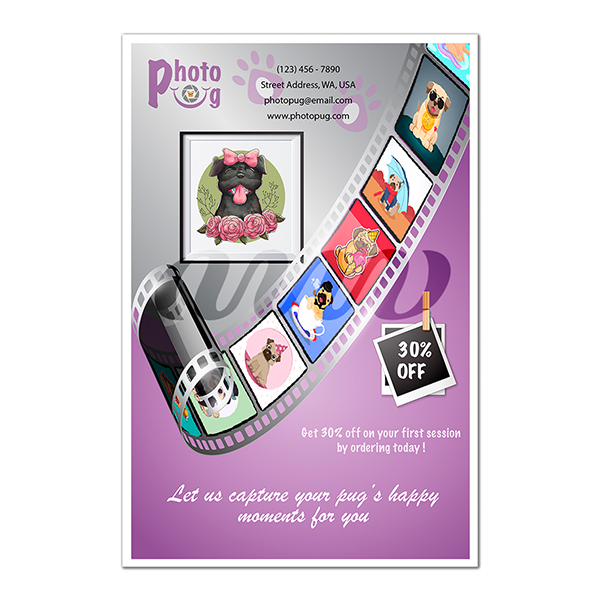 Photo
Pug
(123) 456 - 7890
Street Address, WA, USA
photopug@email.com
www.photopug.com
30%
OFF
Get 30% off on your first session
by ordering today !
Let us capture your pug's happy
moments for you